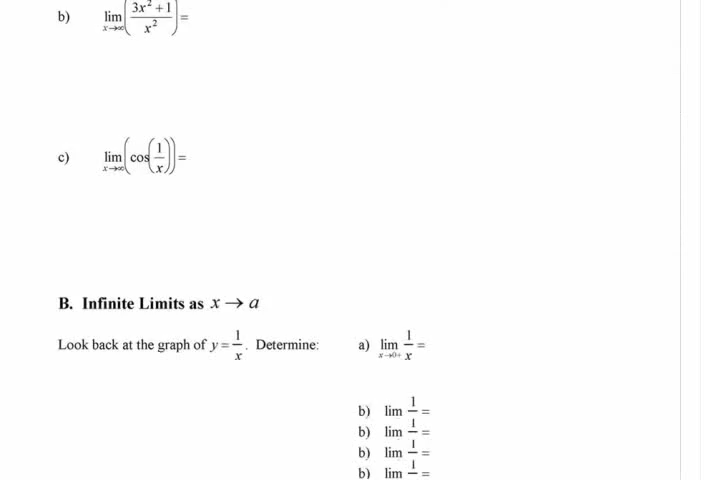 b) lim x→∞ ( 3x² + 1 / x² ) =
c) lim x→∞ ( cos ( 1 / x ) ) =
B. Infinite Limits as x → a
Look back at the graph of y = 1 / x . Determine: a) lim x→0+ 1 / x =
b) lim 1 =
b) lim 1 =
b) lim 1 =
b) lim 1 =